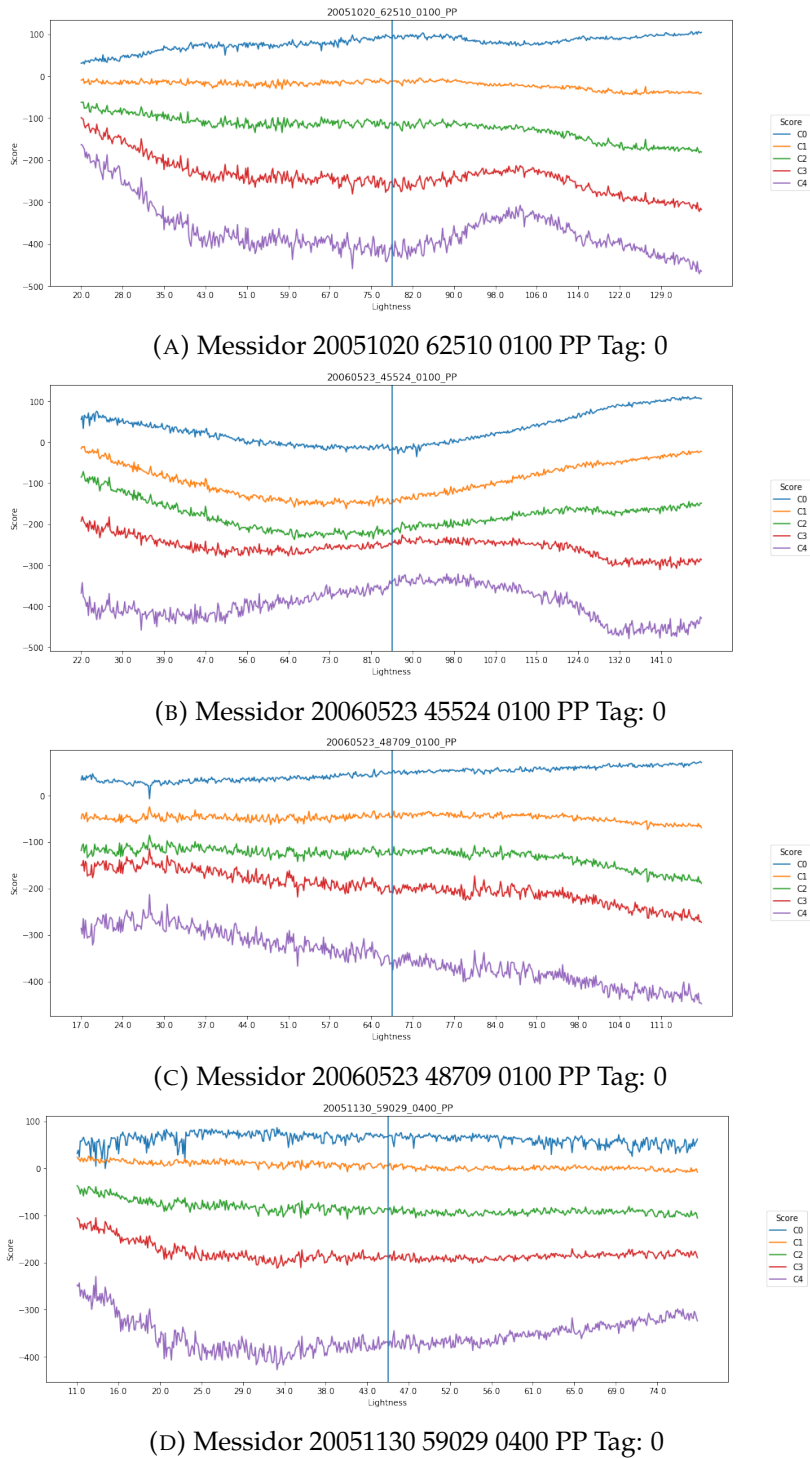 20051020_62510_0100_PP
100
0
−100
−200
−300
−400
−500
Score
20.0 28.0 35.0 43.0 51.0 59.0 67.0 75.0 82.0 90.0 98.0 106.0 114.0 122.0 129.0
Lightness
Score
C0
C1
C2
C3
C4
(A) Messidor 20051020 62510 0100 PP Tag: 0
20060523_45524_0100_PP
100
0
−100
−200
−300
−400
−500
Score
22.0 30.0 39.0 47.0 56.0 64.0 73.0 81.0 90.0 98.0 107.0 115.0 124.0 132.0 141.0
Lightness
Score
C0
C1
C2
C3
C4
(B) Messidor 20060523 45524 0100 PP Tag: 0
20060523_48709_0100_PP
0
−100
−200
−300
−400
Score
17.0 24.0 30.0 37.0 44.0 51.0 57.0 64.0 71.0 77.0 84.0 91.0 98.0 104.0 111.0
Lightness
Score
C0
C1
C2
C3
C4
(C) Messidor 20060523 48709 0100 PP Tag: 0
20051130_59029_0400_PP
100
0
−100
−200
−300
−400
Score
11.0 16.0 20.0 25.0 29.0 34.0 38.0 43.0 47.0 52.0 56.0 61.0 65.0 69.0 74.0
Lightness
Score
C0
C1
C2
C3
C4
(D) Messidor 20051130 59029 0400 PP Tag: 0